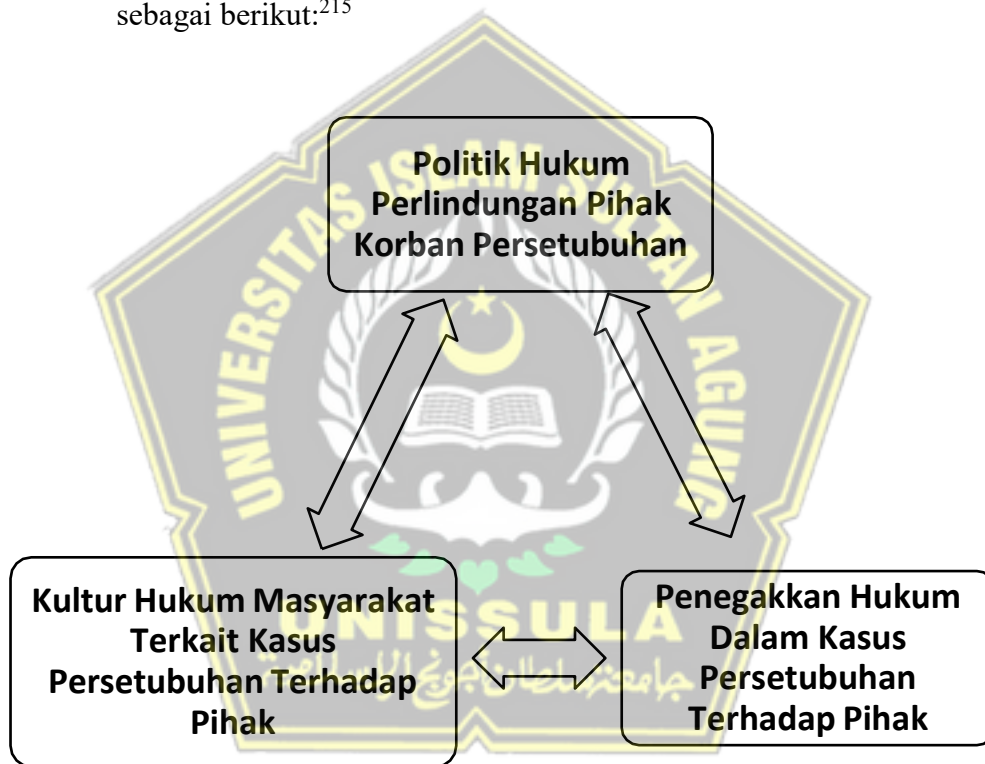 sebagai berikut:215
Politik Hukum
Perlindungan Pihak
Korban Persetubuhan
UNIVERSITAS ISLAM SULTAN AGUNG
Kultur Hukum Masyarakat
Terkait Kasus
Persetubuhan Terhadap
Pihak
Penegakkan Hukum
Dalam Kasus
Persetubuhan
Terhadap Pihak
UNISSULA